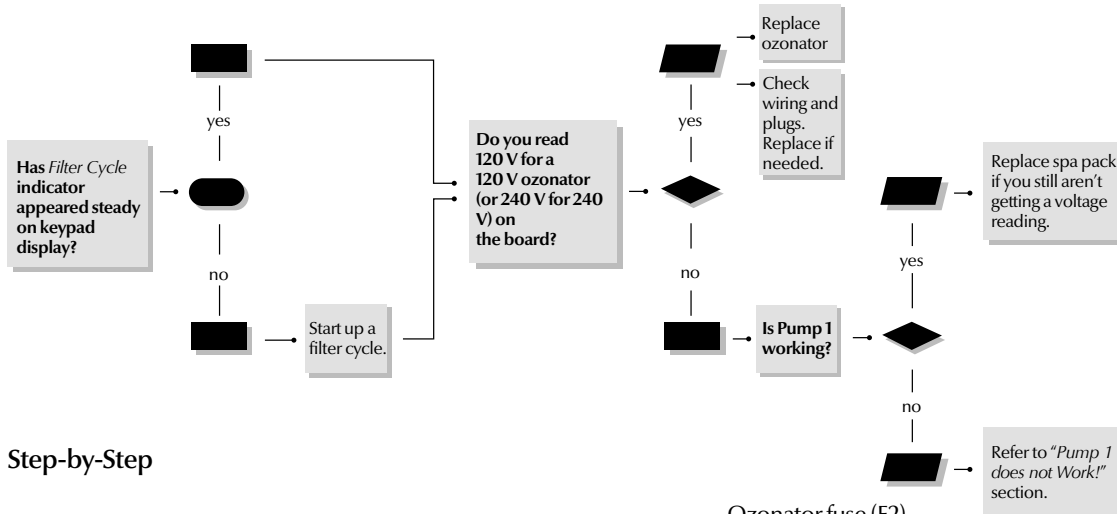 Has Filter Cycle
indicator
appeared steady
on keypad
display?
yes
no
Start up a
filter cycle.
Do you read
120 V for a
120 V ozonator
(or 240 V for 240
V) on
the board?
yes
Replace
ozonator
Check
wiring and
plugs.
Replace if
needed.
no
Is Pump 1
working?
yes
Replace spa pack
if you still aren't
getting a voltage
reading.
no
Refer to "Pump 1
does not Work!"
section.
Step-by-Step
Ozonator fuse (F2)